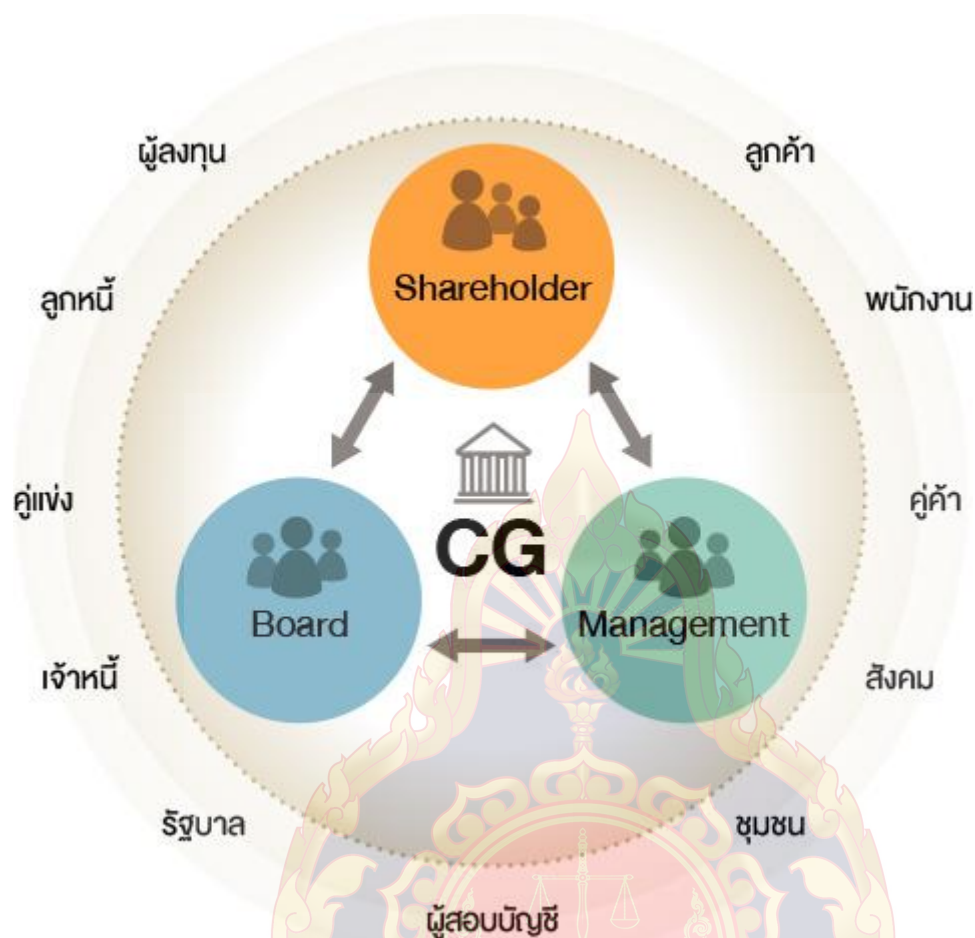 ผู้ลงทุน
ลูกค้า
Shareholder
ลูกหนี้
พนักงาน
คู่แข่ง
CG
คู่ค้า
Board
Management
เจ้าหนี้
สังคม
รัฐบาล
ชุมชน
ผู้สอบบัญชี